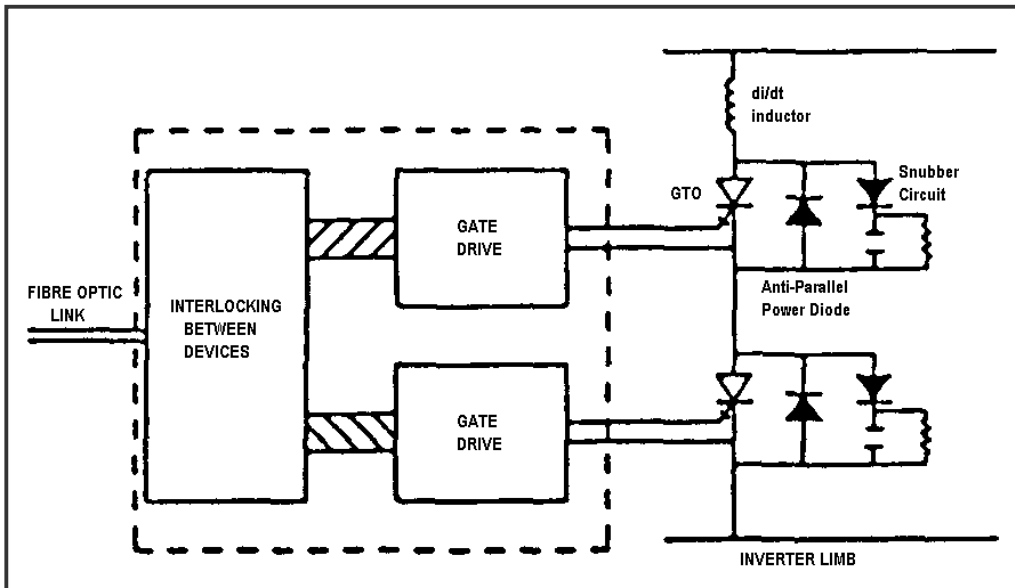 di/dt
inductor
Snubber
Circuit
GTO
GATE
DRIVE
Anti-Parallel
Power Diode
FIBRE OPTIC
LINK
INTERLOCKING
BETWEEN
DEVICES
GATE
DRIVE
INVERTER LIMB